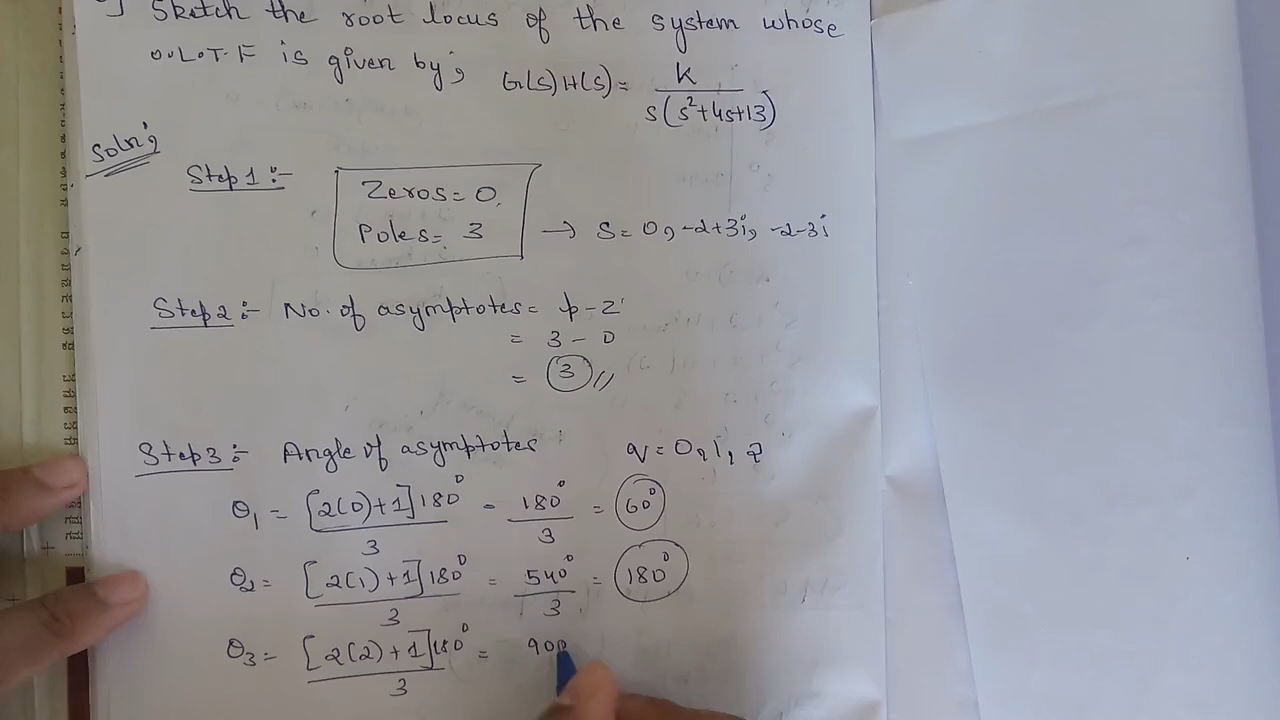 Sketch the root locus of the system whose
O.L.T.F is given by; G(s)H(s) = K / s(s²+4s+13)
Soln;
Step 1 :- Zeros = 0,
Poles = 3 → s = 0, -2+3i, -2-3i
Step 2 :- No. of asymptotes = p - z
= 3 - 0
= 3 //
Step 3 :- Angle of asymptotes q = 0, 1, 2
θ₁ = [2(0)+1]180° / 3 = 180° / 3 = 60°
θ₂ = [2(1)+1]180° / 3 = 540° / 3 = 180°
θ₃ = [2(2)+1]180° / 3 = 900